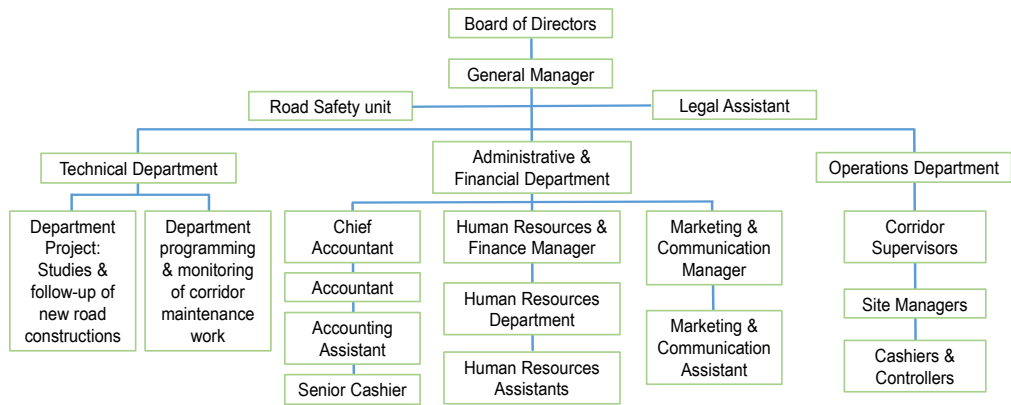 Board of Directors
General Manager
Road Safety unit
Legal Assistant
Technical Department
Administrative &
Financial Department
Operations Department
Department
Project:
Studies &
follow-up of
new road
constructions
Department
programming
& monitoring
of corridor
maintenance
work
Chief
Accountant
Accountant
Accounting
Assistant
Senior Cashier
Human Resources &
Finance Manager
Human Resources
Department
Human Resources
Assistants
Marketing &
Communication
Manager
Marketing &
Communication
Assistant
Corridor
Supervisors
Site Managers
Cashiers &
Controllers